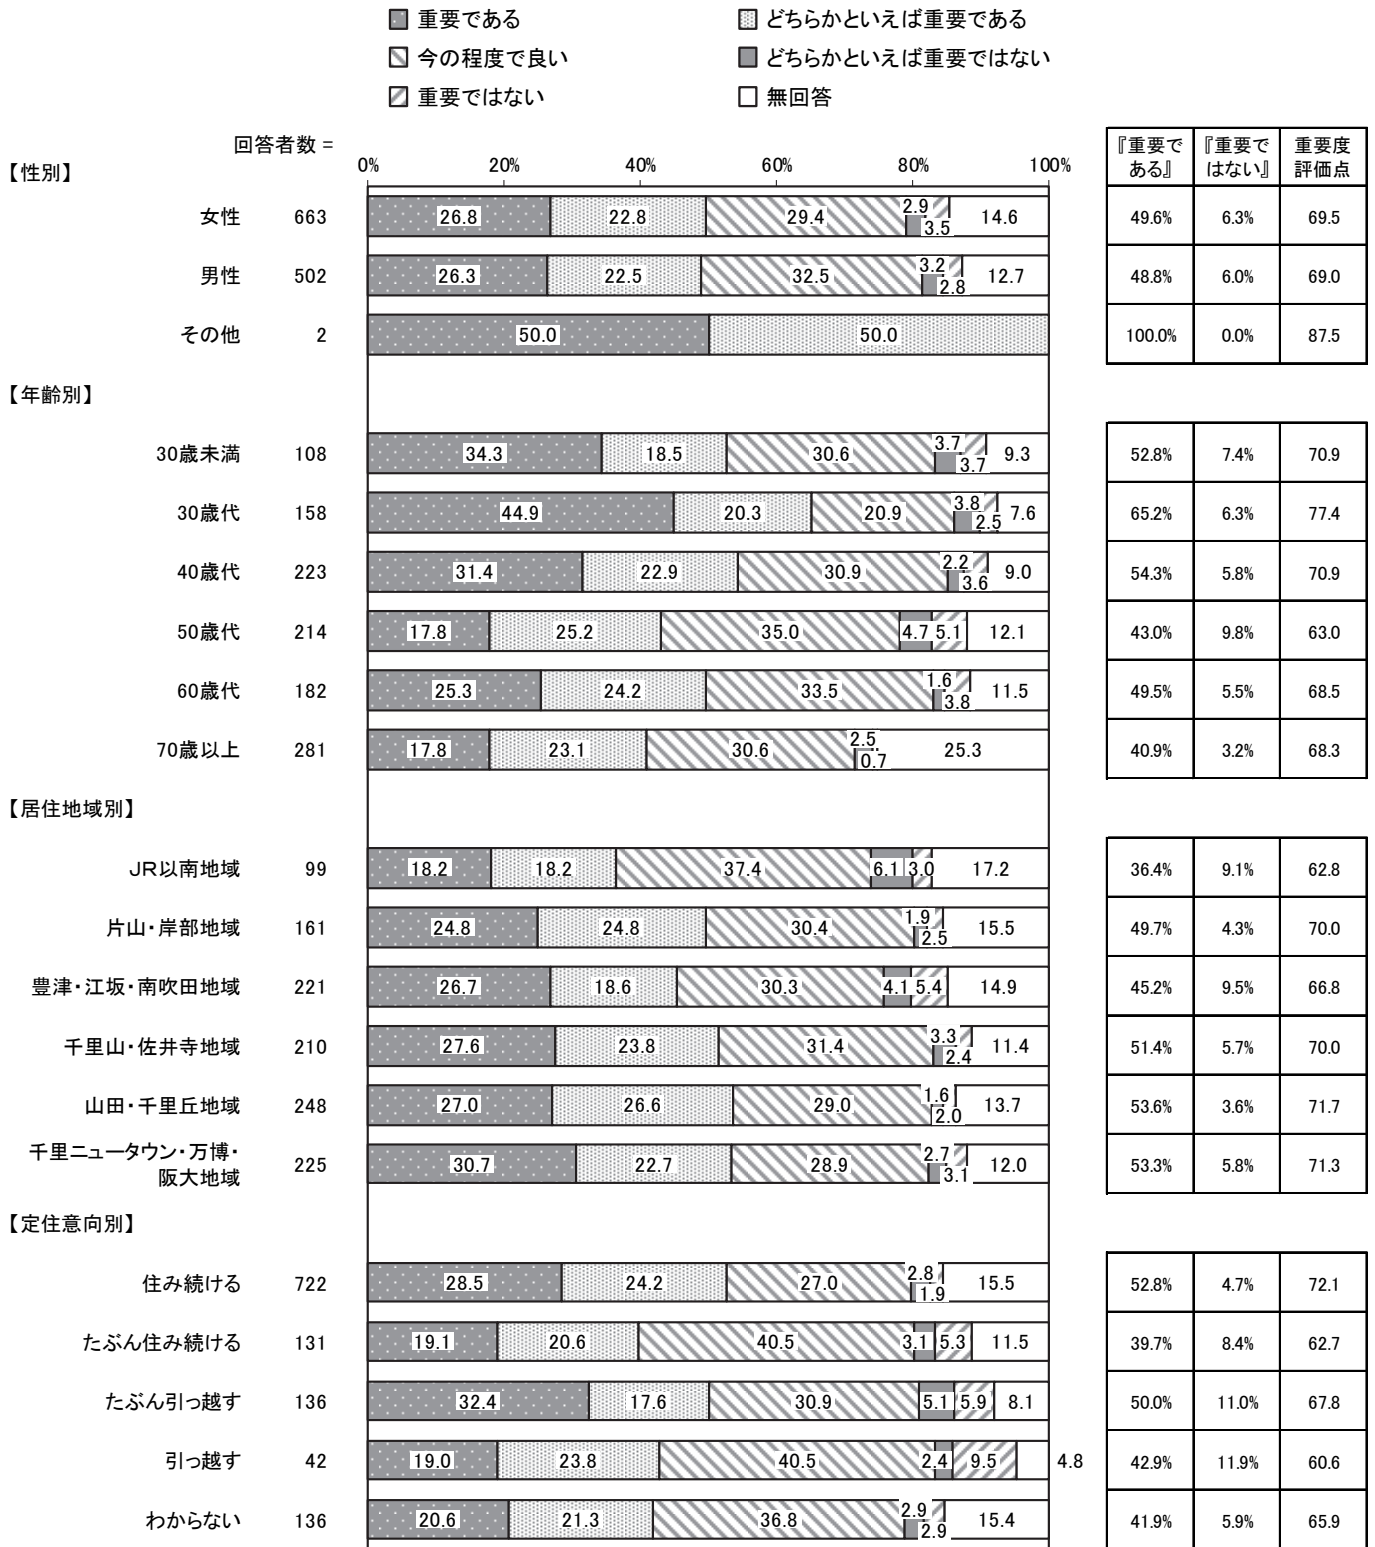 重要である どちらかといえば重要である
今の程度で良い どちらかといえば重要ではない
重要ではない 無回答
回答者数 =
【性別】 0% 20% 40% 60% 80% 100% 『重要である』 『重要ではない』 重要度評価点
女性 663 26.8 22.8 29.4 2.9 3.5 14.6 49.6% 6.3% 69.5
男性 502 26.3 22.5 32.5 3.2 2.8 12.7 48.8% 6.0% 69.0
その他 2 50.0 50.0 100.0% 0.0% 87.5
【年齢別】
30歳未満 108 34.3 18.5 30.6 3.7 3.7 9.3 52.8% 7.4% 70.9
30歳代 158 44.9 20.3 20.9 3.8 2.5 7.6 65.2% 6.3% 77.4
40歳代 223 31.4 22.9 30.9 2.2 3.6 9.0 54.3% 5.8% 70.9
50歳代 214 17.8 25.2 35.0 4.7 5.1 12.1 43.0% 9.8% 63.0
60歳代 182 25.3 24.2 33.5 1.6 3.8 11.5 49.5% 5.5% 68.5
70歳以上 281 17.8 23.1 30.6 2.5 0.7 25.3 40.9% 3.2% 68.3
【居住地域別】
JR以南地域 99 18.2 18.2 37.4 6.1 3.0 17.2 36.4% 9.1% 62.8
片山・岸部地域 161 24.8 24.8 30.4 1.9 2.5 15.5 49.7% 4.3% 70.0
豊津・江坂・南吹田地域 221 26.7 18.6 30.3 4.1 5.4 14.9 45.2% 9.5% 66.8
千里山・佐井寺地域 210 27.6 23.8 31.4 3.3 2.4 11.4 51.4% 5.7% 70.0
山田・千里丘地域 248 27.0 26.6 29.0 1.6 2.0 13.7 53.6% 3.6% 71.7
千里ニュータウン・万博・
阪大地域 225 30.7 22.7 28.9 2.7 3.1 12.0 53.3% 5.8% 71.3
【定住意向別】
住み続ける 722 28.5 24.2 27.0 2.8 1.9 15.5 52.8% 4.7% 72.1
たぶん住み続ける 131 19.1 20.6 40.5 3.1 5.3 11.5 39.7% 8.4% 62.7
たぶん引っ越す 136 32.4 17.6 30.9 5.1 5.9 8.1 50.0% 11.0% 67.8
引っ越す 42 19.0 23.8 40.5 2.4 9.5 4.8 42.9% 11.9% 60.6
わからない 136 20.6 21.3 36.8 2.9 2.9 15.4 41.9% 5.9% 65.9